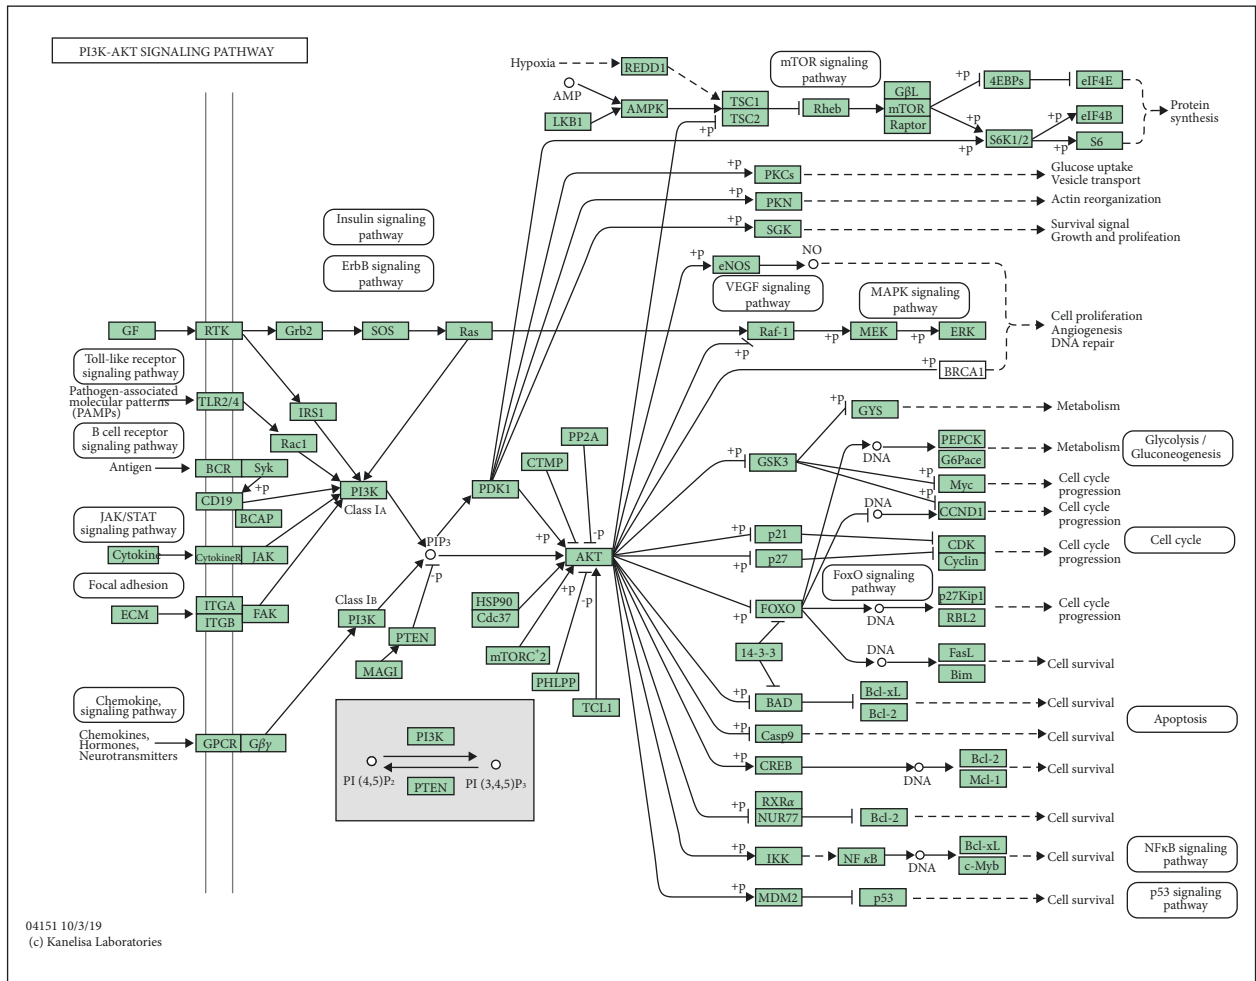 PI3K-AKT SIGNALING PATHWAY
Hypoxia
REDD1
mTOR signaling
pathway
AMP
LKB1
AMPK
TSC1
TSC2
+p
Rheb
GβL
mTOR
Raptor
+p
4EBPs
eIF4E
+p
+p
S6K1/2
+p
eIF4B
+p
S6
Protein
synthesis
+p
PKCs
Glucose uptake
Vesicle transport
+p
PKN
Actin reorganization
+p
SGK
Survival signal
Growth and prolifeation
Insulin signaling
pathway
ErbB signaling
pathway
+p
eNOS
NO
VEGF signaling
pathway
MAPK signaling
pathway
GF
RTK
Grb2
SOS
Ras
Raf-1
+p
+p
MEK
+p
ERK
Cell proliferation
Angiogenesis
DNA repair
+p
BRCA1
Toll-like receptor
signaling pathway
Pathogen-associated
molecular patterns
(PAMPs)
TLR2/4
IRS1
Rac1
B cell receptor
signaling pathway
Antigen
BCR
Syk
+p
CD19
BCAP
PI3K
Class IA
JAK/STAT
signaling pathway
Cytokine
CytokineR
JAK
Focal adhesion
ECM
ITGA
ITGB
FAK
Class IB
PI3K
PTEN
MAGI
PIP3
-p
PDK1
CTMP
PP2A
+p
-p
AKT
+p
-p
HSP90
Cdc37
mTORC+2
PHLPP
TCL1
Chemokine,
signaling pathway
Chemokines,
Hormones,
Neurotransmitters
GPCR
Gβγ
PI3K
PI (4,5)P2
PI (3,4,5)P3
PTEN
+p
GYS
Metabolism
+p
GSK3
DNA
PEPCK
G6Pace
Metabolism
Glycolysis /
Gluconeogenesis
+p
Myc
Cell cycle
progression
DNA
+p
CCND1
Cell cycle
progression
+p
p21
+p
p27
CDK
Cyclin
Cell cycle
progression
Cell cycle
FoxO signaling
pathway
+p
FOXO
DNA
p27Kip1
RBL2
Cell cycle
progression
14-3-3
DNA
FasL
Bim
Cell survival
+p
BAD
Bcl-xL
Bcl-2
Cell survival
Apoptosis
+p
Casp9
Cell survival
+p
CREB
DNA
Bcl-2
Mcl-1
Cell survival
+p
RXRα
NUR77
Bcl-2
Cell survival
+p
IKK
NF κB
DNA
Bcl-xL
c-Myb
Cell survival
NFκB signaling
pathway
+p
MDM2
p53
Cell survival
p53 signaling
pathway
04151 10/3/19
(c) Kanelisa Laboratories